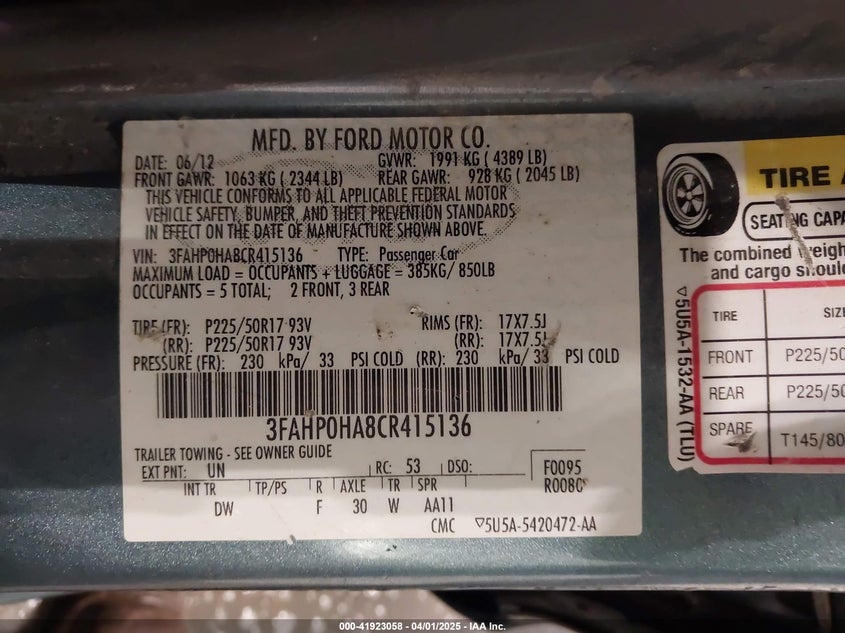 MFD. BY FORD MOTOR CO.
DATE: 06/12 GVWR: 1991 KG ( 4389 LB)
FRONT GAWR: 1063 KG ( 2344 LB) REAR GAWR: 928 KG ( 2045 LB)
THIS VEHICLE CONFORMS TO ALL APPLICABLE FEDERAL MOTOR
VEHICLE SAFETY, BUMPER, AND THEFT PREVENTION STANDARDS
IN EFFECT ON THE DATE OF MANUFACTURE SHOWN ABOVE.
VIN: 3FAHP0HA8CR415136 TYPE: Passenger Car
MAXIMUM LOAD = OCCUPANTS + LUGGAGE = 385KG/ 850LB
OCCUPANTS = 5 TOTAL; 2 FRONT, 3 REAR
TIRE (FR): P225/50R17 93V RIMS (FR): 17X7.5J
(RR): P225/50R17 93V (RR): 17X7.5J
PRESSURE (FR): 230 kPa/ 33 PSI COLD (RR): 230 kPa/ 33 PSI COLD
3FAHP0HA8CR415136
TRAILER TOWING - SEE OWNER GUIDE
EXT PNT: UN RC: 53 DSO: F0095
INT TR TP/PS R AXLE TR SPR
DW F 30 W AA11
CMC 5U5A-5420472-AA
TIRE
SEATING
The combined
and cargo
5U5A-1532-AA (TLU)
TIRE
FRONT P225/50
REAR P225/50
SPARE T145/80
000-41923058 - 04/01/2025 - IAA Inc.